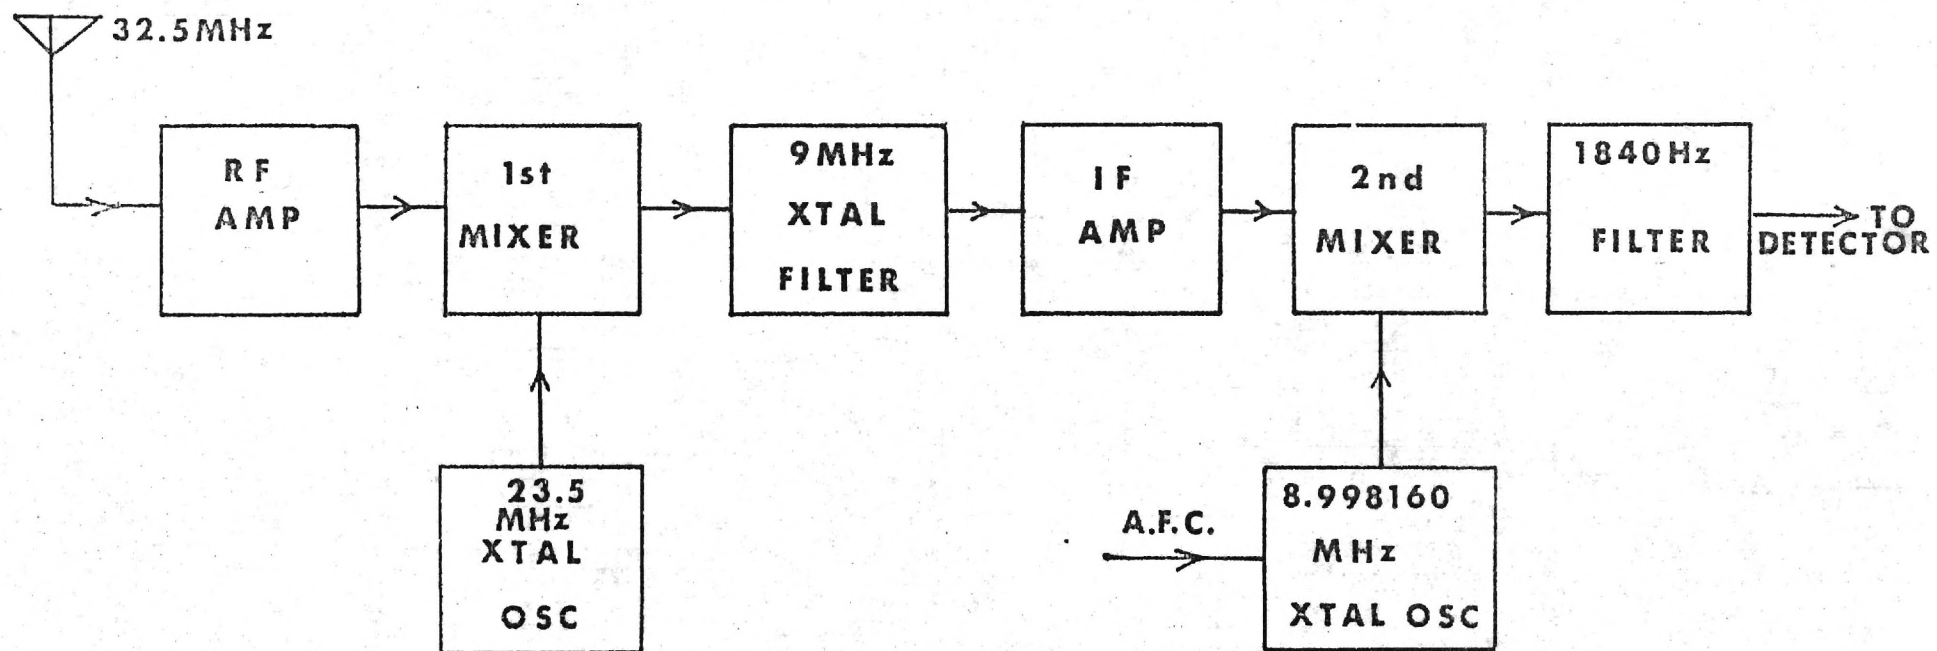 32.5MHz
RF
AMP
1st
MIXER
9MHz
XTAL
FILTER
IF
AMP
2nd
MIXER
1840Hz
FILTER
TO
DETECTOR
23.5
MHz
XTAL
OSC
A.F.C.
8.998160
MHz
XTAL OSC